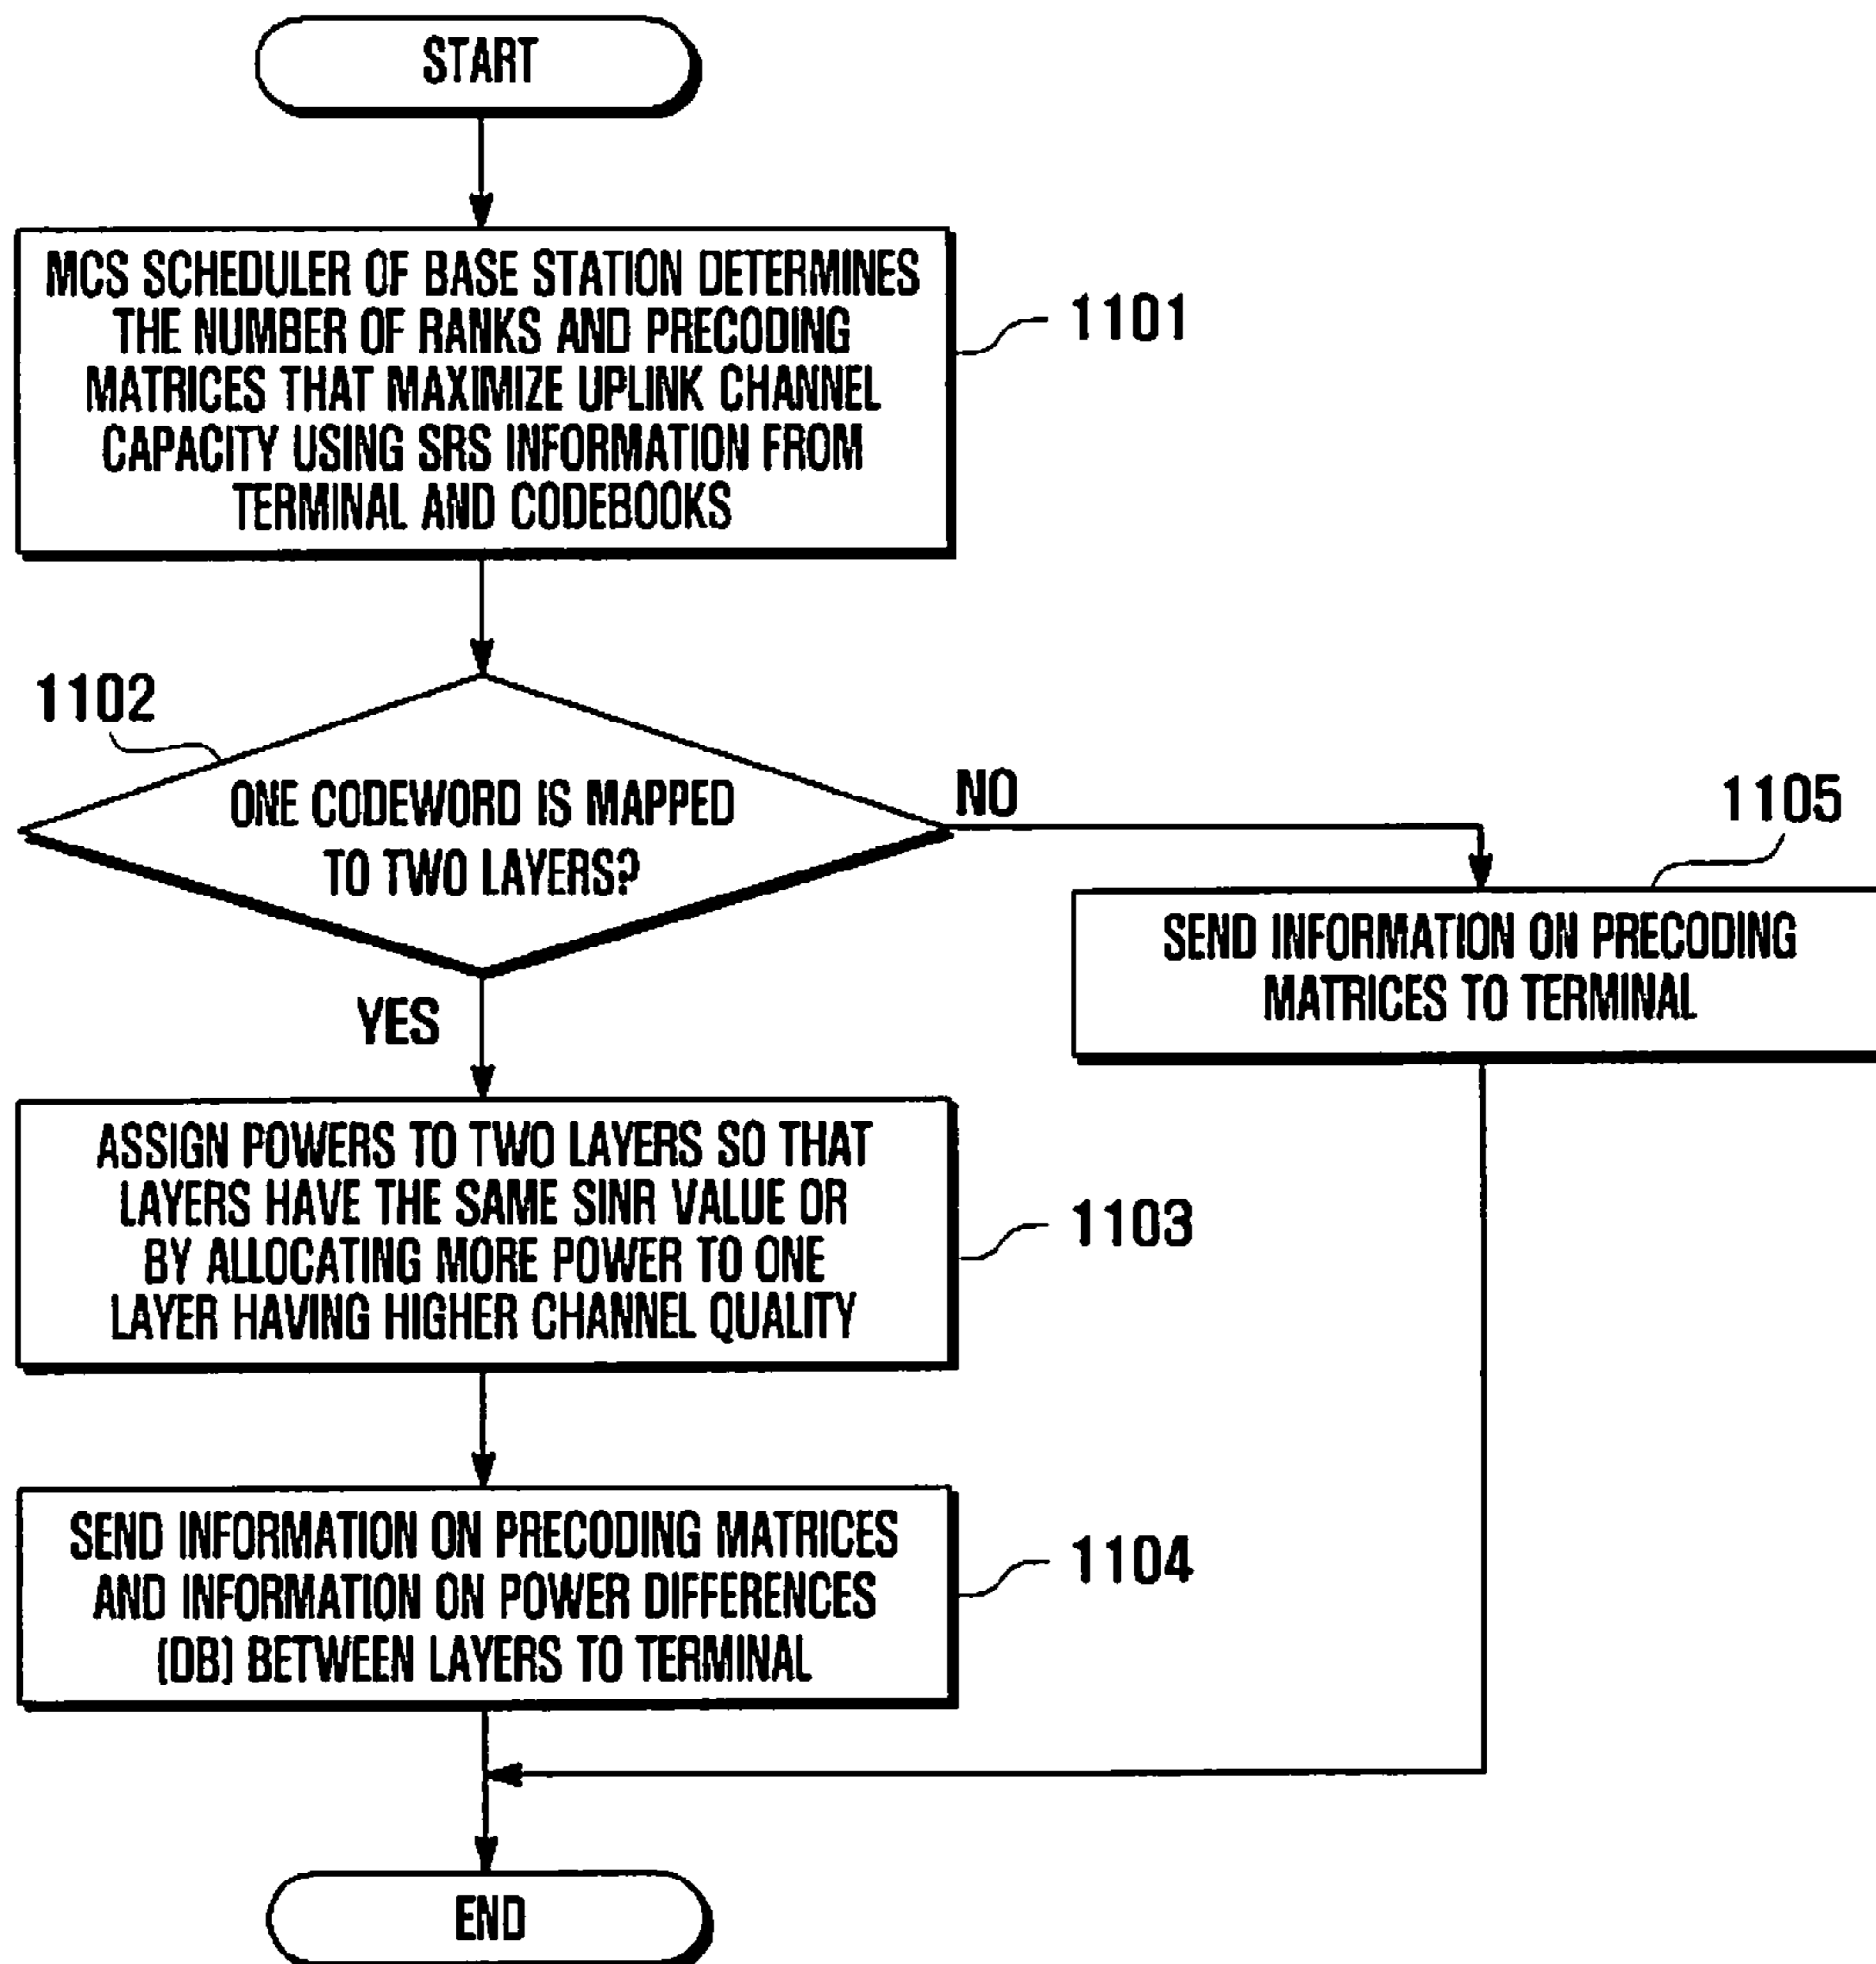 START
MCS SCHEDULER OF BASE STATION DETERMINES
THE NUMBER OF RANKS AND PRECODING
MATRICES THAT MAXIMIZE UPLINK CHANNEL
CAPACITY USING SRS INFORMATION FROM
TERMINAL AND CODEBOOKS
1101
1102
ONE CODEWORD IS MAPPED
TO TWO LAYERS?
NO
YES
1105
SEND INFORMATION ON PRECODING
MATRICES TO TERMINAL
ASSIGN POWERS TO TWO LAYERS SO THAT
LAYERS HAVE THE SAME SINR VALUE OR
BY ALLOCATING MORE POWER TO ONE
LAYER HAVING HIGHER CHANNEL QUALITY
1103
SEND INFORMATION ON PRECODING MATRICES
AND INFORMATION ON POWER DIFFERENCES
(DB) BETWEEN LAYERS TO TERMINAL
1104
END